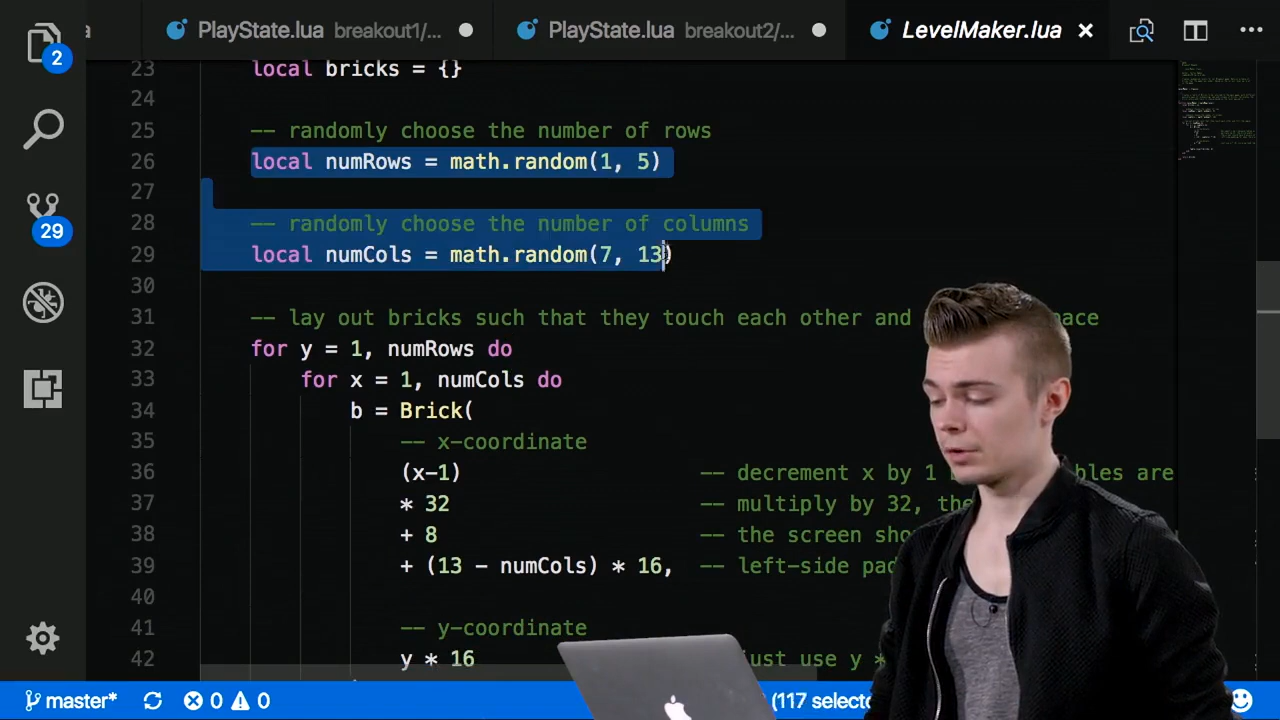 2
29
PlayState.lua breakout1/...
PlayState.lua breakout2/...
LevelMaker.lua
23 local bricks = {}
24
25 -- randomly choose the number of rows
26 local numRows = math.random(1, 5)
27
28 -- randomly choose the number of columns
29 local numCols = math.random(7, 13)
30
31 -- lay out bricks such that they touch each other and
32 for y = 1, numRows do
33 for x = 1, numCols do
34 b = Brick(
35 -- x-coordinate
36 (x-1) -- decrement x by 1
37 * 32 -- multiply by 32,
38 + 8 -- the screen
39 + (13 - numCols) * 16, -- left-side
40
41 -- y-coordinate
42 y * 16 just use y *
master* 0 0